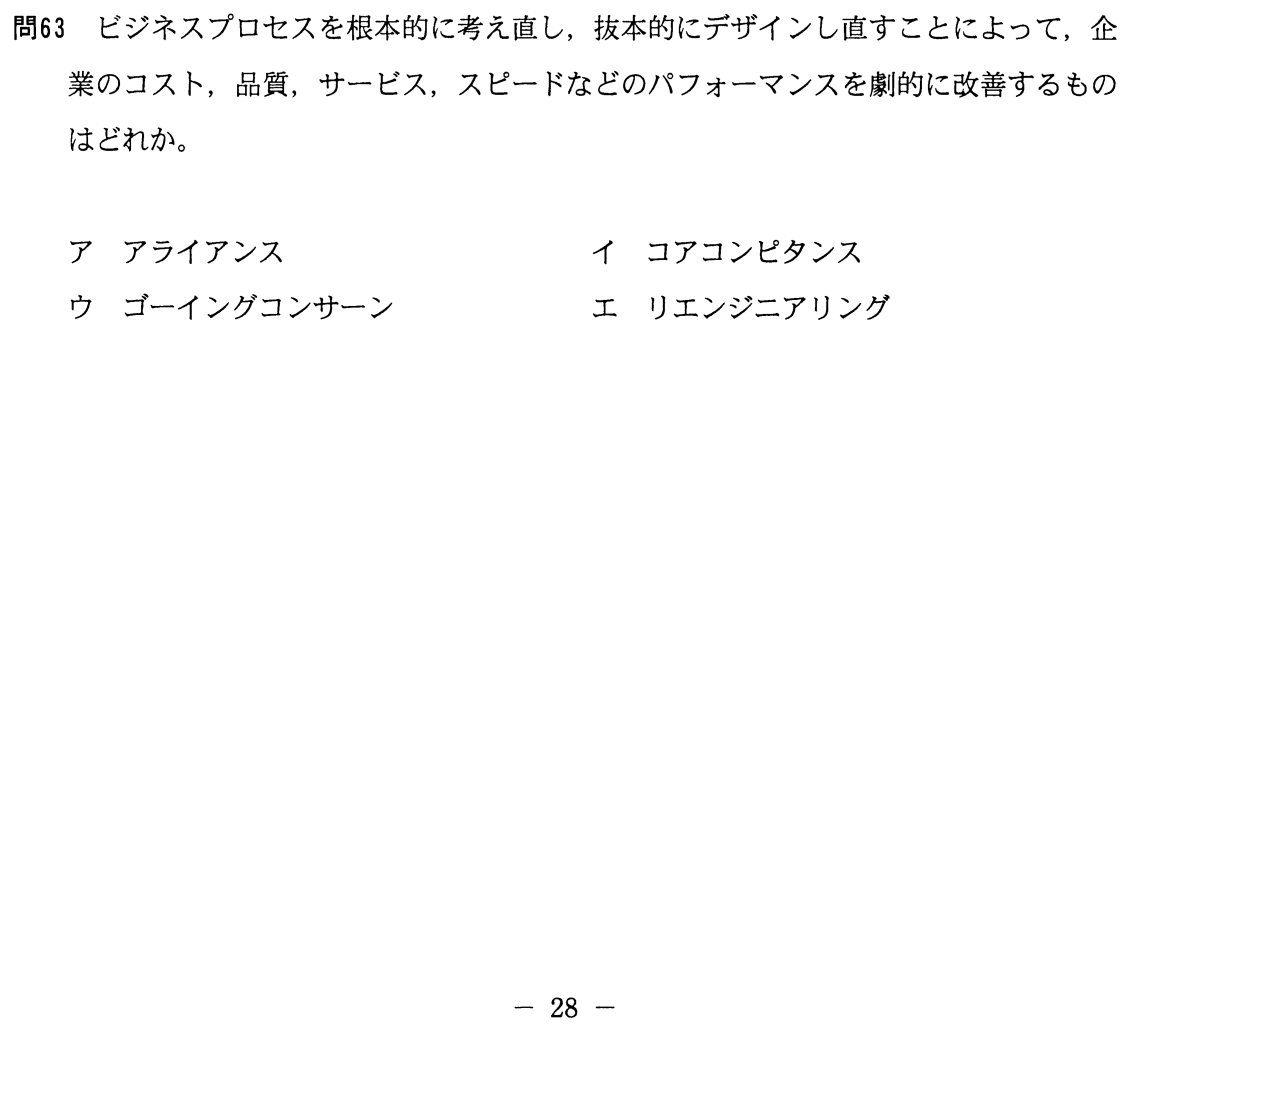 問63　ビジネスプロセスを根本的に考え直し，抜本的にデザインし直すことによって，企
業のコスト，品質，サービス，スピードなどのパフォーマンスを劇的に改善するもの
はどれか。
ア　アライアンス　イ　コアコンピタンス
ウ　ゴーイングコンサーン　エ　リエンジニアリング
－ 28 －